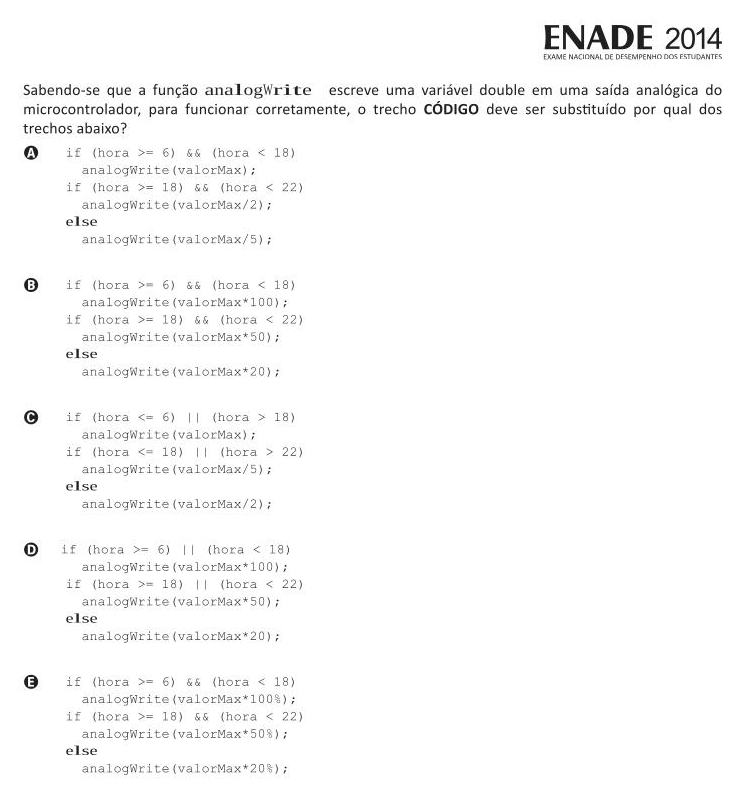 ENADE 2014
EXAME NACIONAL DE DESEMPENHO DOS ESTUDANTES
Sabendo-se que a função analogWrite escreve uma variável double em uma saída analógica do
microcontrolador, para funcionar corretamente, o trecho CÓDIGO deve ser substituído por qual dos
trechos abaixo?
A if (hora >= 6) && (hora < 18)
analogWrite(valorMax);
if (hora >= 18) && (hora < 22)
analogWrite(valorMax/2);
else
analogWrite(valorMax/5);
B if (hora >= 6) && (hora < 18)
analogWrite(valorMax*100);
if (hora >= 18) && (hora < 22)
analogWrite(valorMax*50);
else
analogWrite(valorMax*20);
C if (hora <= 6) || (hora > 18)
analogWrite(valorMax);
if (hora <= 18) || (hora > 22)
analogWrite(valorMax/5);
else
analogWrite(valorMax/2);
D if (hora >= 6) || (hora < 18)
analogWrite(valorMax*100);
if (hora >= 18) || (hora < 22)
analogWrite(valorMax*50);
else
analogWrite(valorMax*20);
E if (hora >= 6) && (hora < 18)
analogWrite(valorMax*100%);
if (hora >= 18) && (hora < 22)
analogWrite(valorMax*50%);
else
analogWrite(valorMax*20%);